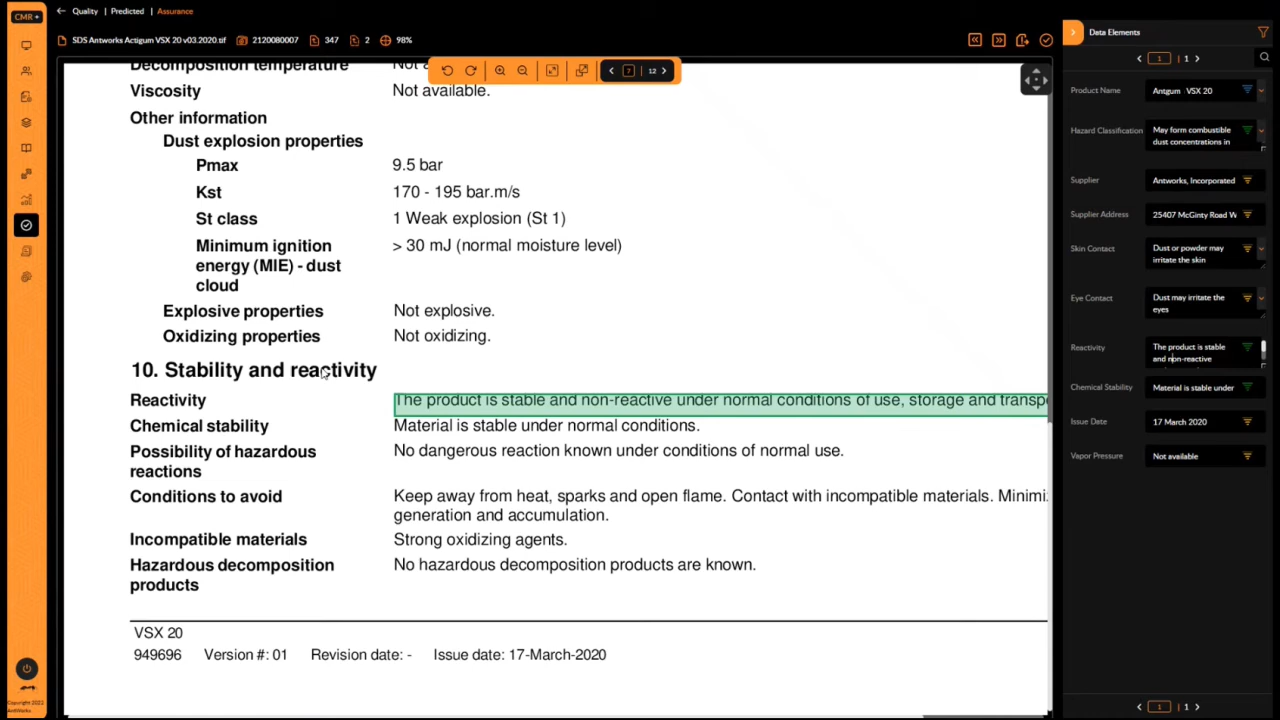 CMR +
Quality | Predicted | Assurance
SDS Antworks Actigum VSX 20 v03.2020.tif 2120080007 347 2 98%
Decomposition temperature
Viscosity Not available.
7 | 12
Other information
Dust explosion properties
Pmax 9.5 bar
Kst 170 - 195 bar.m/s
St class 1 Weak explosion (St 1)
Minimum ignition > 30 mJ (normal moisture level)
energy (MIE) - dust
cloud
Explosive properties Not explosive.
Oxidizing properties Not oxidizing.
10. Stability and reactivity
Reactivity The product is stable and non-reactive under normal conditions of use, storage and transp
Chemical stability Material is stable under normal conditions.
Possibility of hazardous No dangerous reaction known under conditions of normal use.
reactions
Conditions to avoid Keep away from heat, sparks and open flame. Contact with incompatible materials. Minimi
generation and accumulation.
Incompatible materials Strong oxidizing agents.
Hazardous decomposition No hazardous decomposition products are known.
products
VSX 20
949696 Version #: 01 Revision date: - Issue date: 17-March-2020
Data Elements
1 | 1
Product Name Antgum VSX 20
Hazard Classification May form combustible
dust concentrations in
Supplier Antworks, Incorporated
Supplier Address 25407 McGinty Road W
Skin Contact Dust or powder may
irritate the skin
Eye Contact Dust may irritate the
eyes
Reactivity The product is stable
and non-reactive
Chemical Stability Material is stable under
Issue Date 17 March 2020
Vapor Pressure Not available
1 | 1
Copyright 2022
AntWorks